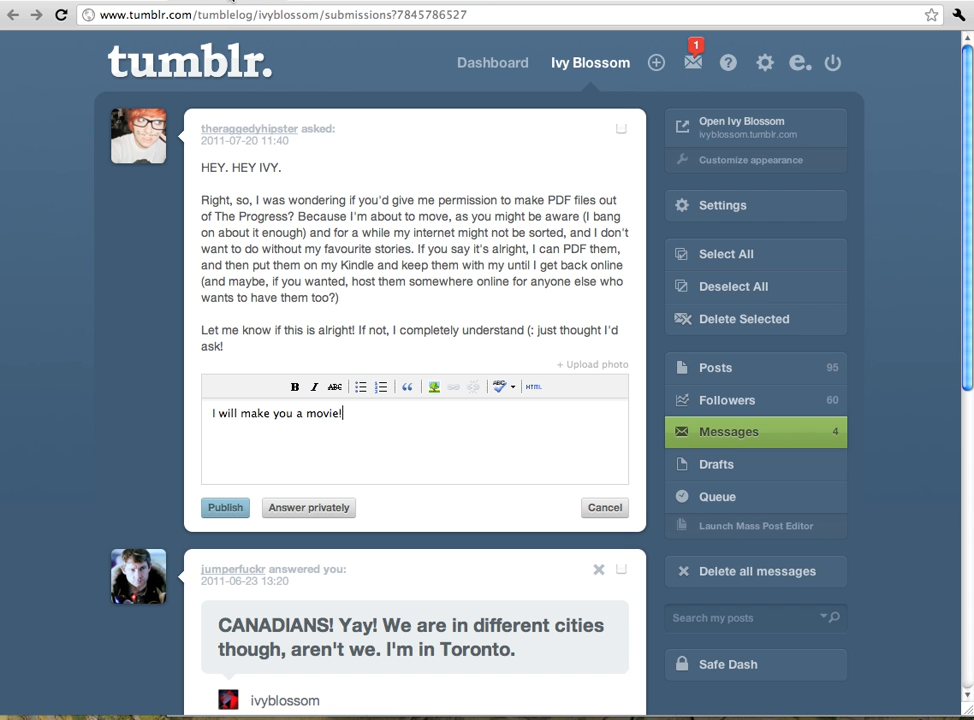 www.tumblr.com/tumblelog/ivyblossom/submissions?7845786527
tumblr.
Dashboard
Ivy Blossom
1
theraggedyhipster asked:
2011-07-20 11:40
HEY. HEY IVY.
Right, so, I was wondering if you'd give me permission to make PDF files out
of The Progress? Because I'm about to move, as you might be aware (I bang
on about it enough) and for a while my internet might not be sorted, and I don't
want to do without my favourite stories. If you say it's alright, I can PDF them,
and then put them on my Kindle and keep them with my until I get back online
(and maybe, if you wanted, host them somewhere online for anyone else who
wants to have them too?)
Let me know if this is alright! If not, I completely understand (: just thought I'd
ask!
+ Upload photo
B I ABC ABC HTML
I will make you a movie!
Publish
Answer privately
Cancel
jumperfuckr answered you:
2011-06-23 13:20
CANADIANS! Yay! We are in different cities
though, aren't we. I'm in Toronto.
ivyblossom
Open Ivy Blossom
ivyblossom.tumblr.com
Customize appearance
Settings
Select All
Deselect All
Delete Selected
Posts 95
Followers 60
Messages 4
Drafts
Queue
Launch Mass Post Editor
Delete all messages
Search my posts
Safe Dash